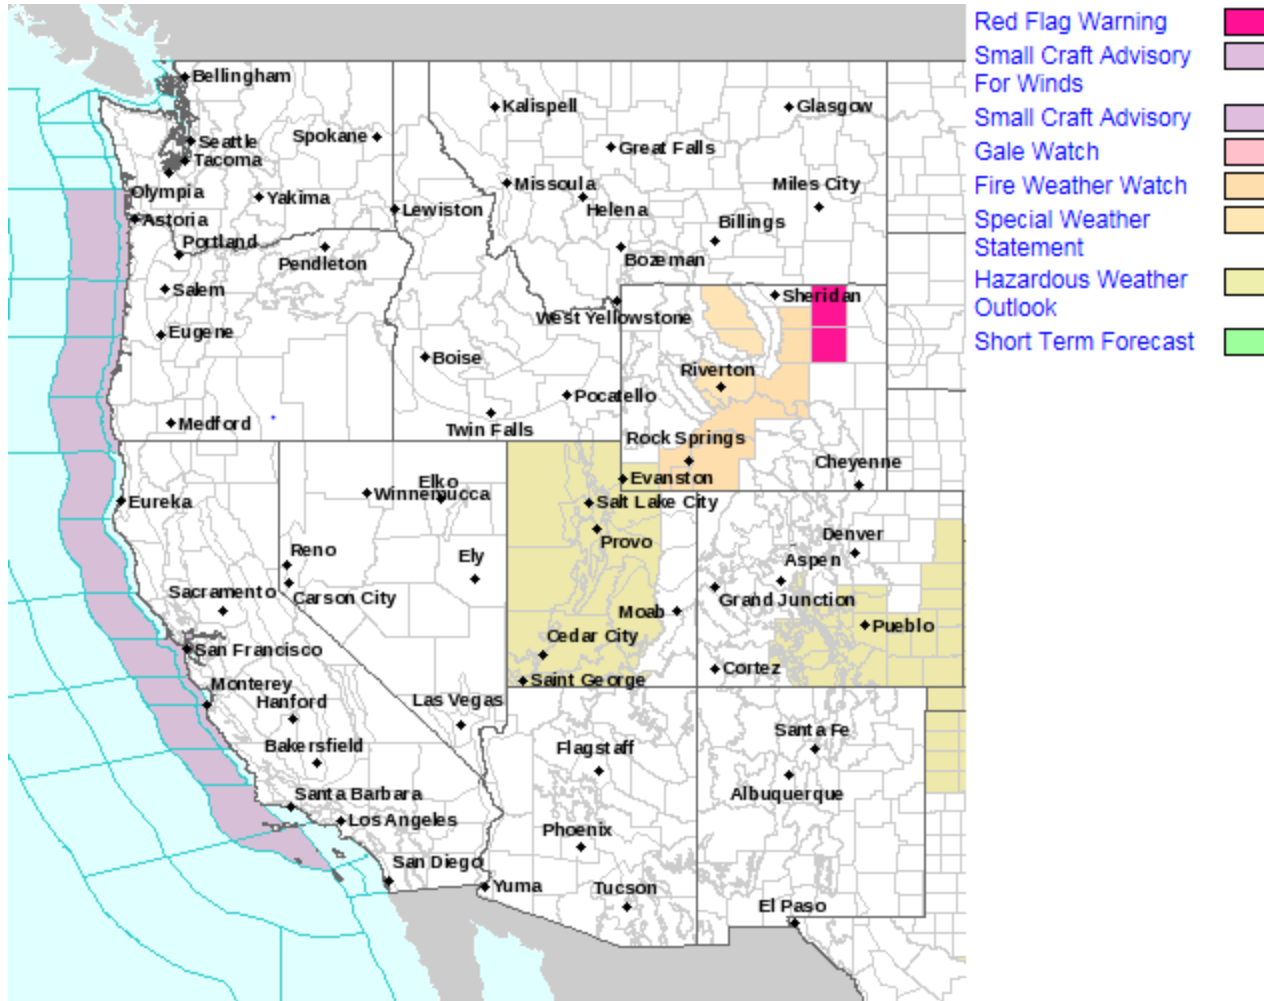 Red Flag Warning
Small Craft Advisory
For Winds
Small Craft Advisory
Gale Watch
Fire Weather Watch
Special Weather
Statement
Hazardous Weather
Outlook
Short Term Forecast
Bellingham
Kalispell
Glasgow
Spokane
Seattle
Great Falls
Tacoma
Missoula
Miles City
Olympia
Yakima
Lewiston
Helena
Astoria
Billings
Portland
Pendleton
Bozeman
Salem
Sheridan
West Yellowstone
Eugene
Boise
Riverton
Pocatello
Medford
Twin Falls
Rock Springs
Cheyenne
Evanston
Elko
Winnemucca
Eureka
Salt Lake City
Denver
Provo
Reno
Ely
Aspen
Sacramento
Carson City
Grand Junction
Moab
Pueblo
Cedar City
San Francisco
Cortez
Saint George
Monterey
Hanford
Las Vegas
Santa Fe
Bakersfield
Flagstaff
Santa Barbara
Albuquerque
Los Angeles
Phoenix
San Diego
Yuma
Tucson
El Paso